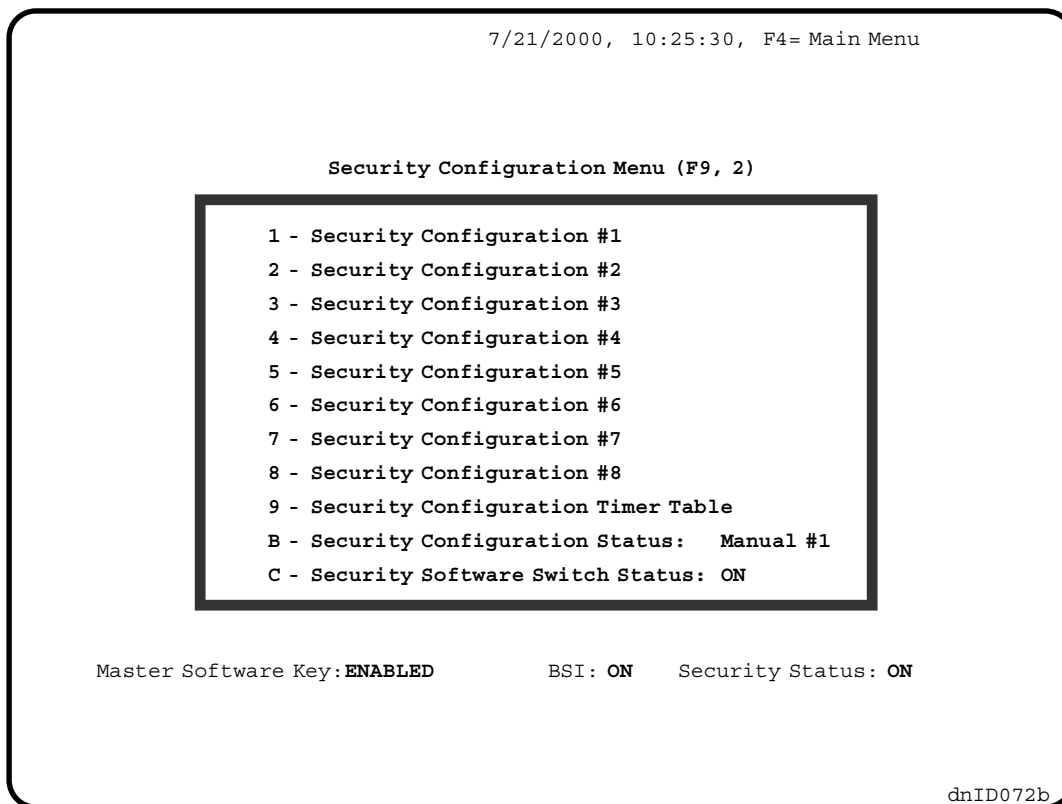 7/21/2000, 10:25:30, F4= Main Menu
Security Configuration Menu (F9, 2)
1 - Security Configuration #1
2 - Security Configuration #2
3 - Security Configuration #3
4 - Security Configuration #4
5 - Security Configuration #5
6 - Security Configuration #6
7 - Security Configuration #7
8 - Security Configuration #8
9 - Security Configuration Timer Table
B - Security Configuration Status: Manual #1
C - Security Software Switch Status: ON
Master Software Key: ENABLED BSI: ON Security Status: ON
dnID072b